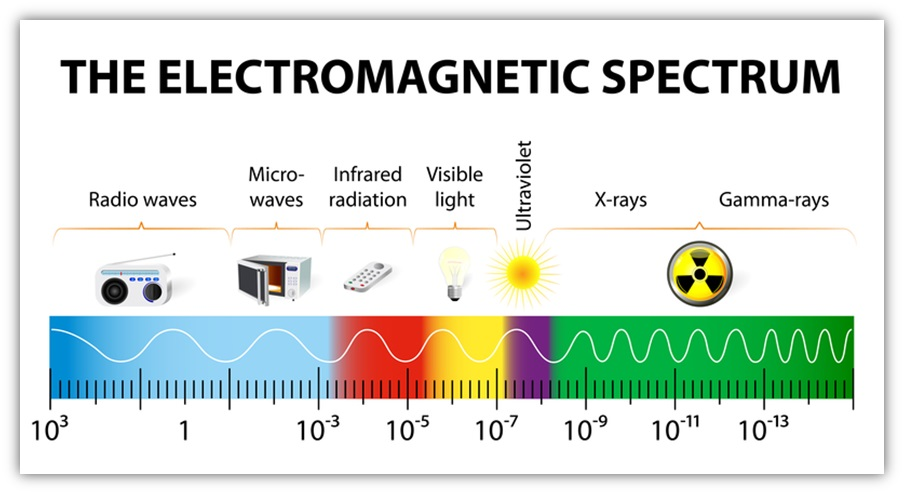 THE ELECTROMAGNETIC SPECTRUM
Radio waves
Micro-
waves
Infrared
radiation
Visible
light
Ultraviolet
X-rays
Gamma-rays
10³
1
10⁻³
10⁻⁵
10⁻⁷
10⁻⁹
10⁻¹¹
10⁻¹³